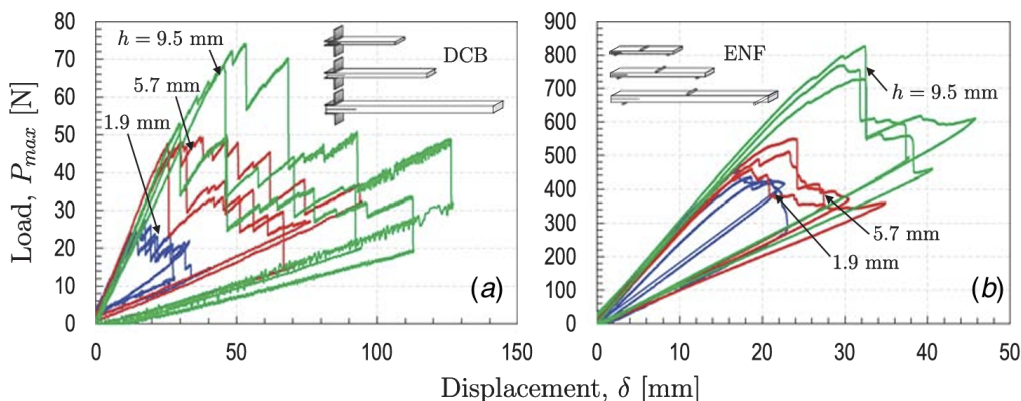 Load, P_max [N]
80
70
60
50
40
30
20
10
0
0
50
100
150
h = 9.5 mm
5.7 mm
1.9 mm
DCB
(a)
900
800
700
600
500
400
300
200
100
0
0
10
20
30
40
50
ENF
h = 9.5 mm
5.7 mm
1.9 mm
(b)
Displacement, δ [mm]